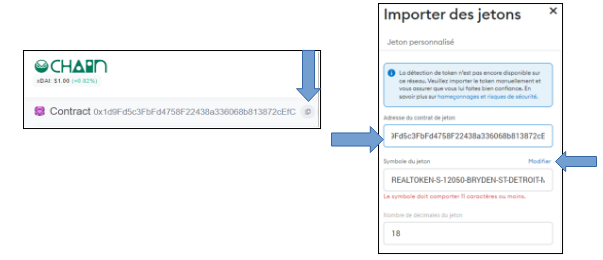 CHAIN
xDAI: $1.00 (+0.02%)
Contract 0x1d9Fd5c3FbFd4758F22438a336068b813872cEfC
Importer des jetons
Jeton personnalisé
La détection de token n'est pas encore disponible sur
ce réseau. Veuillez importer le token manuellement et
vous assurer que vous lui faites bien confiance. En
savoir plus sur hameçonnages et risques de sécurité.
Adresse du contrat de jeton
9Fd5c3FbFd4758F22438a336068b813872cE
Symbole du jeton Modifier
REALTOKEN-S-12050-BRYDEN-ST-DETROIT-M
Le symbole doit comporter 11 caractères ou moins.
Nombre de décimales du jeton
18